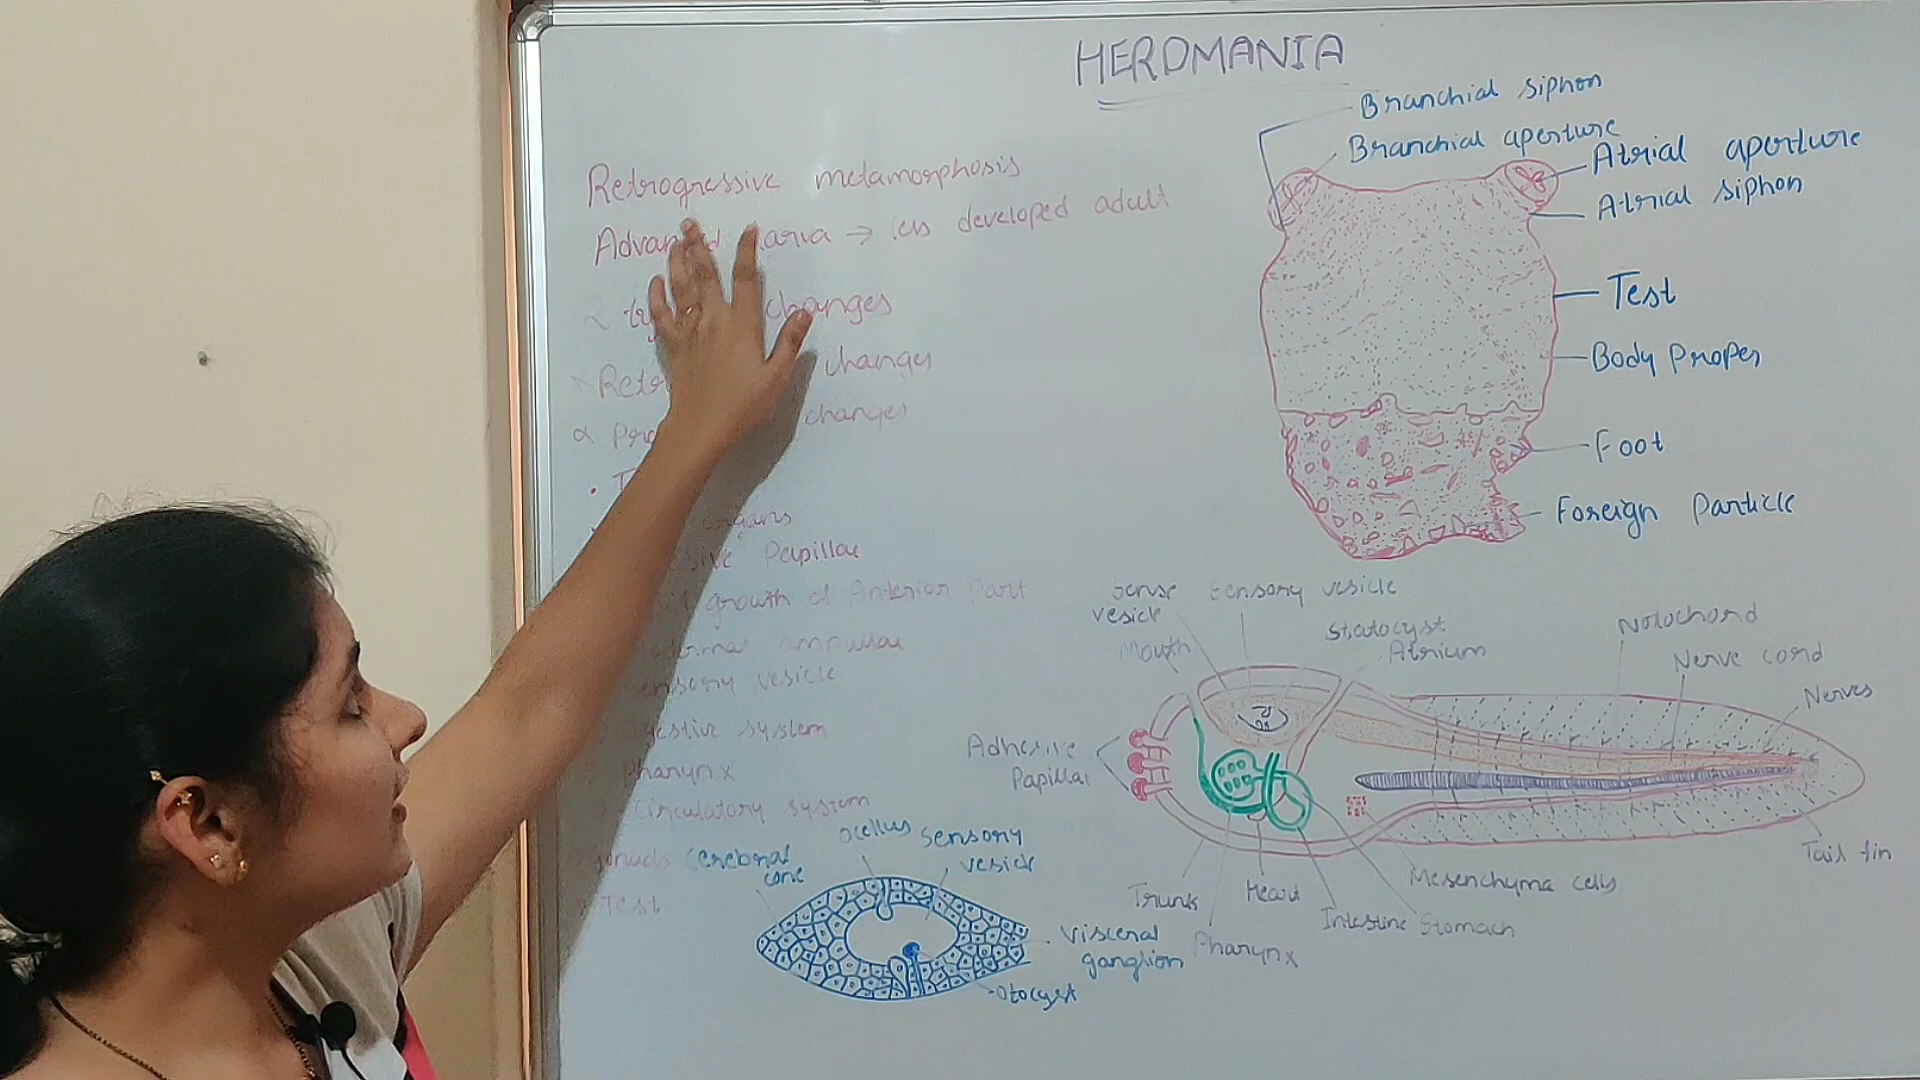 HERDMANIA
Retrogressive metamorphosis
larva → less developed adult
changes
changes
changes
organs
Papillae
growth of Anterior Part
ampullae
sensory vesicle
system
Pharynx
Circulatory system
Gonads
Test
Branchial siphon
Branchial aperture
Atrial aperture
Atrial siphon
Test
Body Proper
Foot
Foreign Particle
Sense
vesicle
Sensory vesicle
Mouth
Statocyst
Atrium
Notochord
Nerve cord
Nerves
Adhesive
Papillae
Tail fin
Mesenchyma cells
Trunk
Heart
Intestine
Stomach
Pharynx
Cerebral
cone
Ocellus
Sensory
vesicle
Visceral
ganglion
Otocyst